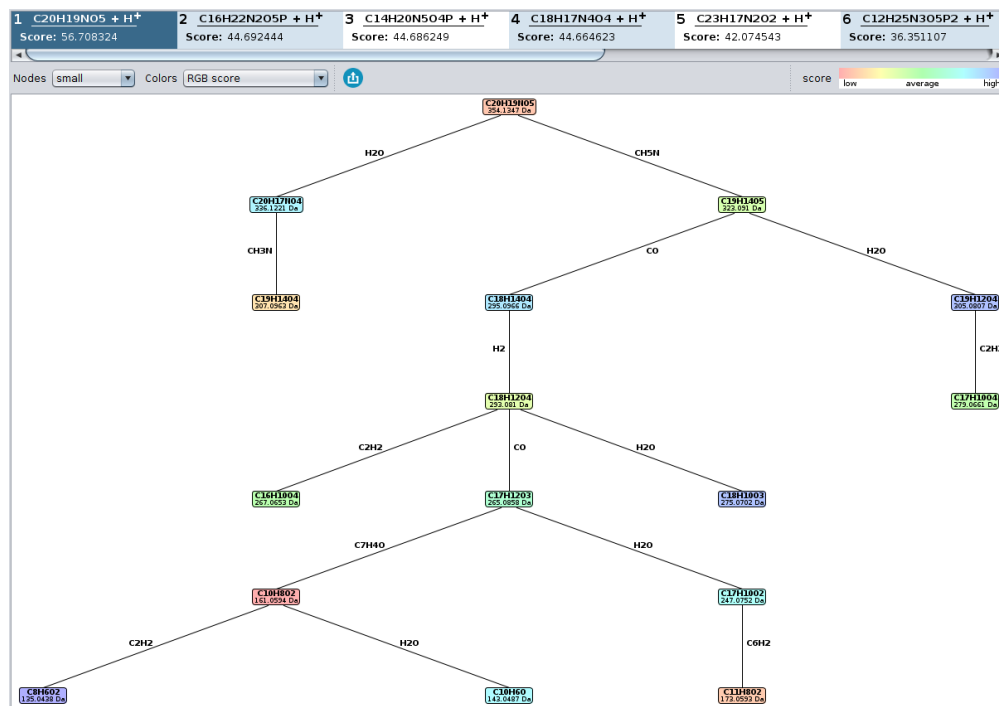 1 C20H19NO5 + H+ 2 C16H22N2O5P + H+ 3 C14H20N5O4P + H+ 4 C18H17N4O4 + H+ 5 C23H17N2O2 + H+ 6 C12H25N3O5P2 + H+
Score: 56.708324 Score: 44.692444 Score: 44.686249 Score: 44.664623 Score: 42.074543 Score: 36.351107
Nodes small Colors RGB score score low average high
C20H19NO5
354.1347 Da
H2O CH5N
C20H17NO4 C19H14O5
336.1221 Da 323.091 Da
CH3N CO H2O
C19H14O4 C18H14O4 C19H12O4
307.0963 Da 295.0966 Da 305.0807 Da
H2
C18H12O4 C17H10O4
293.081 Da 279.0661 Da
C2H2 CO H2O
C16H10O4 C17H12O3 C18H10O3
267.0653 Da 265.0858 Da 275.0702 Da
C7H4O H2O
C10H8O2 C17H10O2
161.0594 Da 247.0752 Da
C2H2 H2O C6H2
C8H6O2 C10H6O C11H8O2
135.0438 Da 143.0487 Da 173.0593 Da